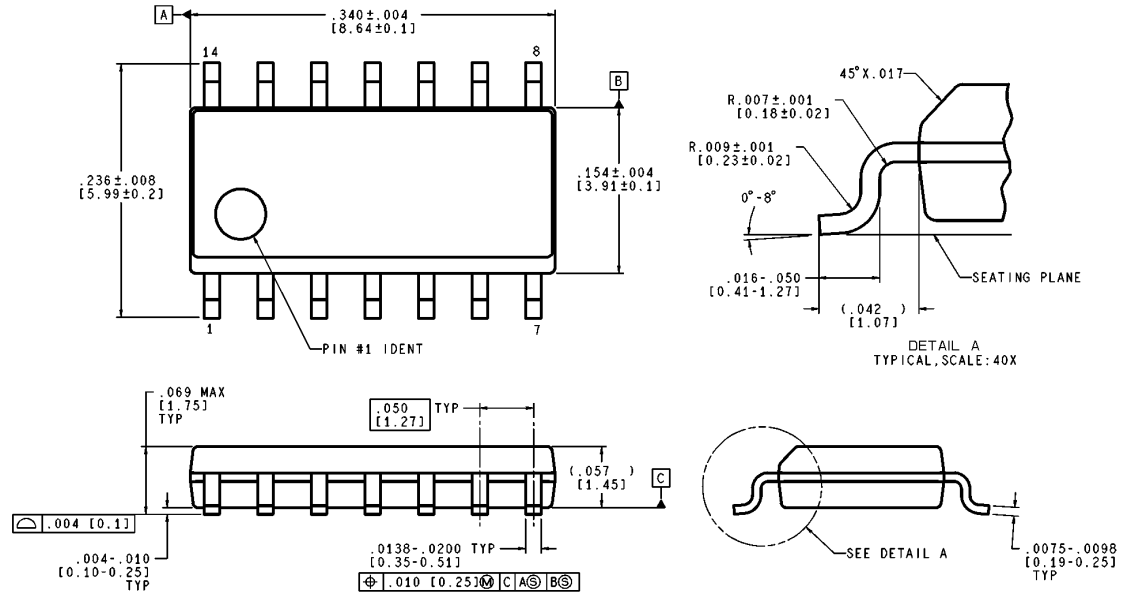 A
.340±.004
[8.64±0.1]
14
8
B
.236±.008
[5.99±0.2]
.154±.004
[3.91±0.1]
1
7
PIN #1 IDENT
45°X.017
R.007±.001
[0.18±0.02]
R.009±.001
[0.23±0.02]
0°-8°
SEATING PLANE
.016-.050
[0.41-1.27]
(.042)
[1.07]
DETAIL A
TYPICAL,SCALE:40X
.069 MAX
[1.75]
TYP
.050 TYP
[1.27]
(.057)
[1.45]
C
⌓ .004 [0.1]
.004-.010
[0.10-0.25]
TYP
.0138-.0200 TYP
[0.35-0.51]
⌖ .010 [0.25]Ⓜ C AⓈ BⓈ
SEE DETAIL A
.0075-.0098
[0.19-0.25]
TYP